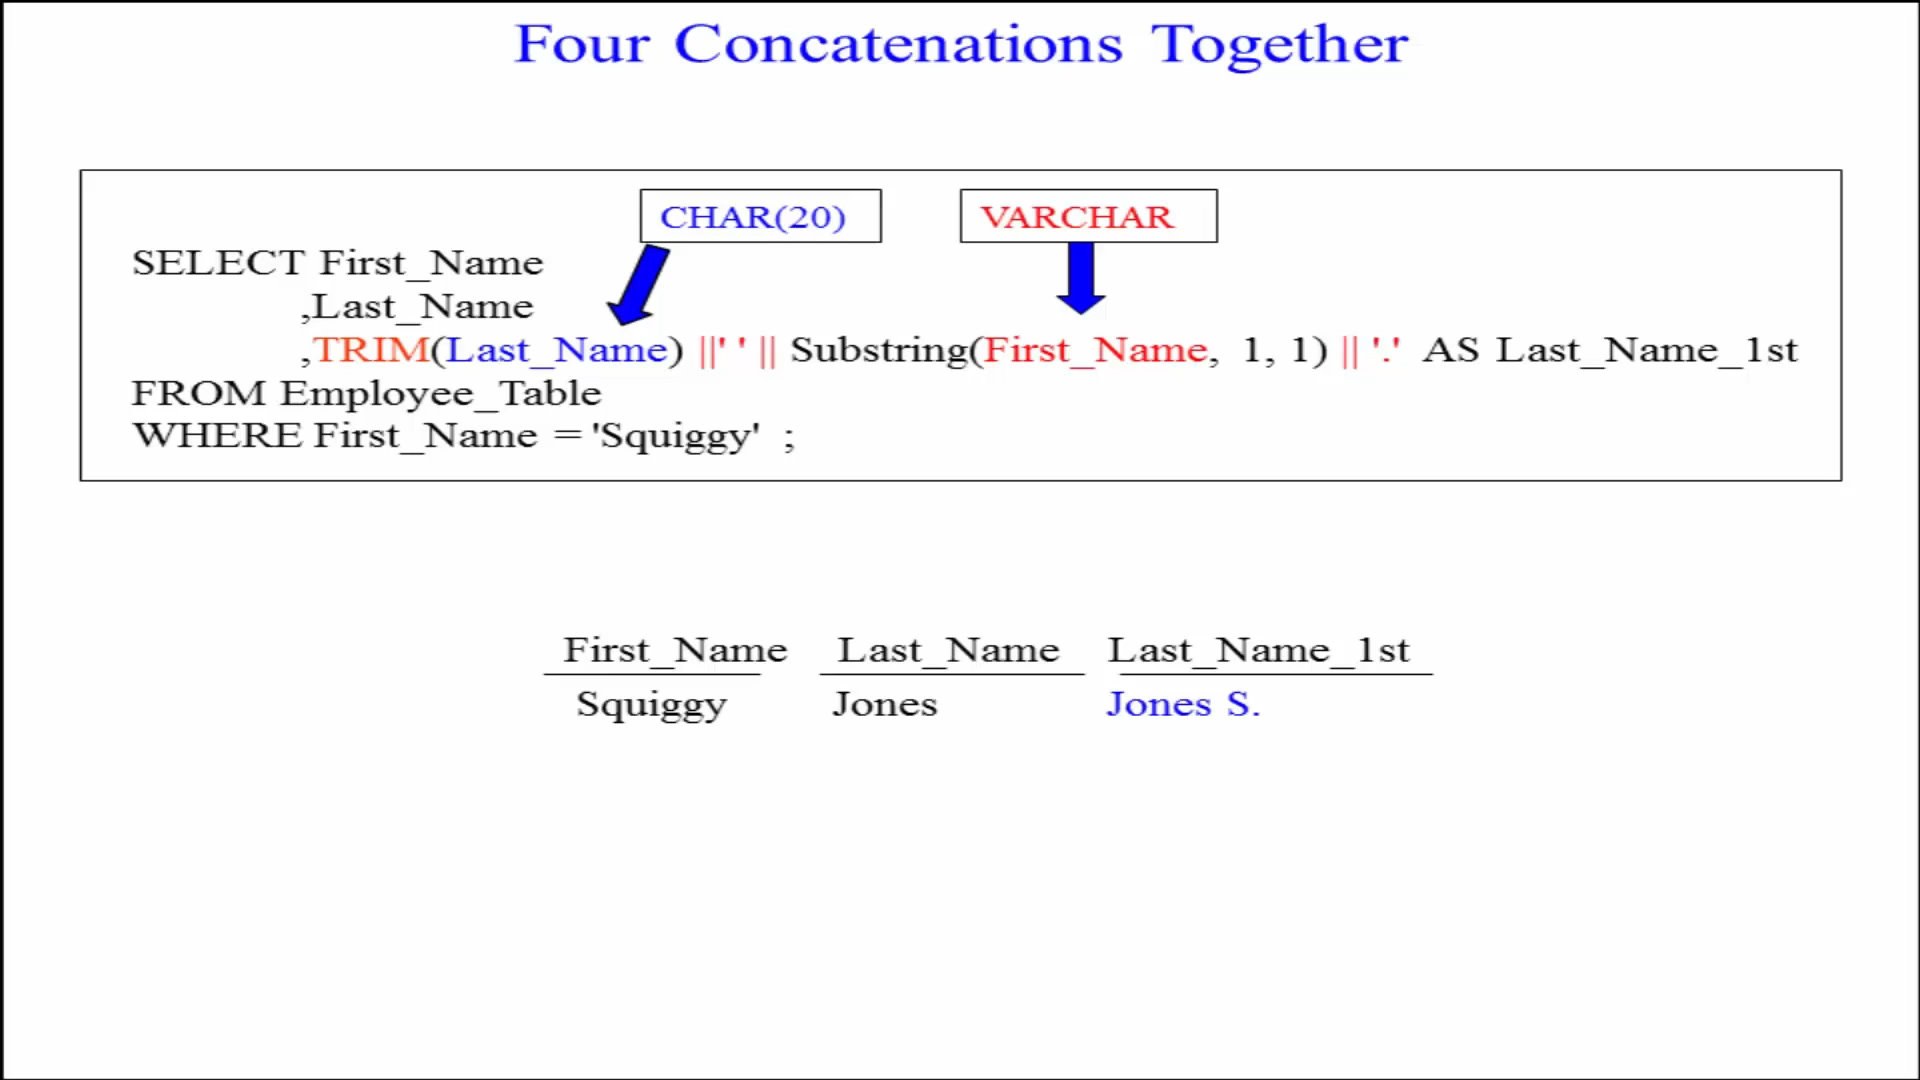 Four Concatenations Together
CHAR(20) VARCHAR
SELECT First_Name
,Last_Name
,TRIM(Last_Name) ||' ' || Substring(First_Name, 1, 1) || '.' AS Last_Name_1st
FROM Employee_Table
WHERE First_Name = 'Squiggy' ;
First_Name Last_Name Last_Name_1st
Squiggy Jones Jones S.